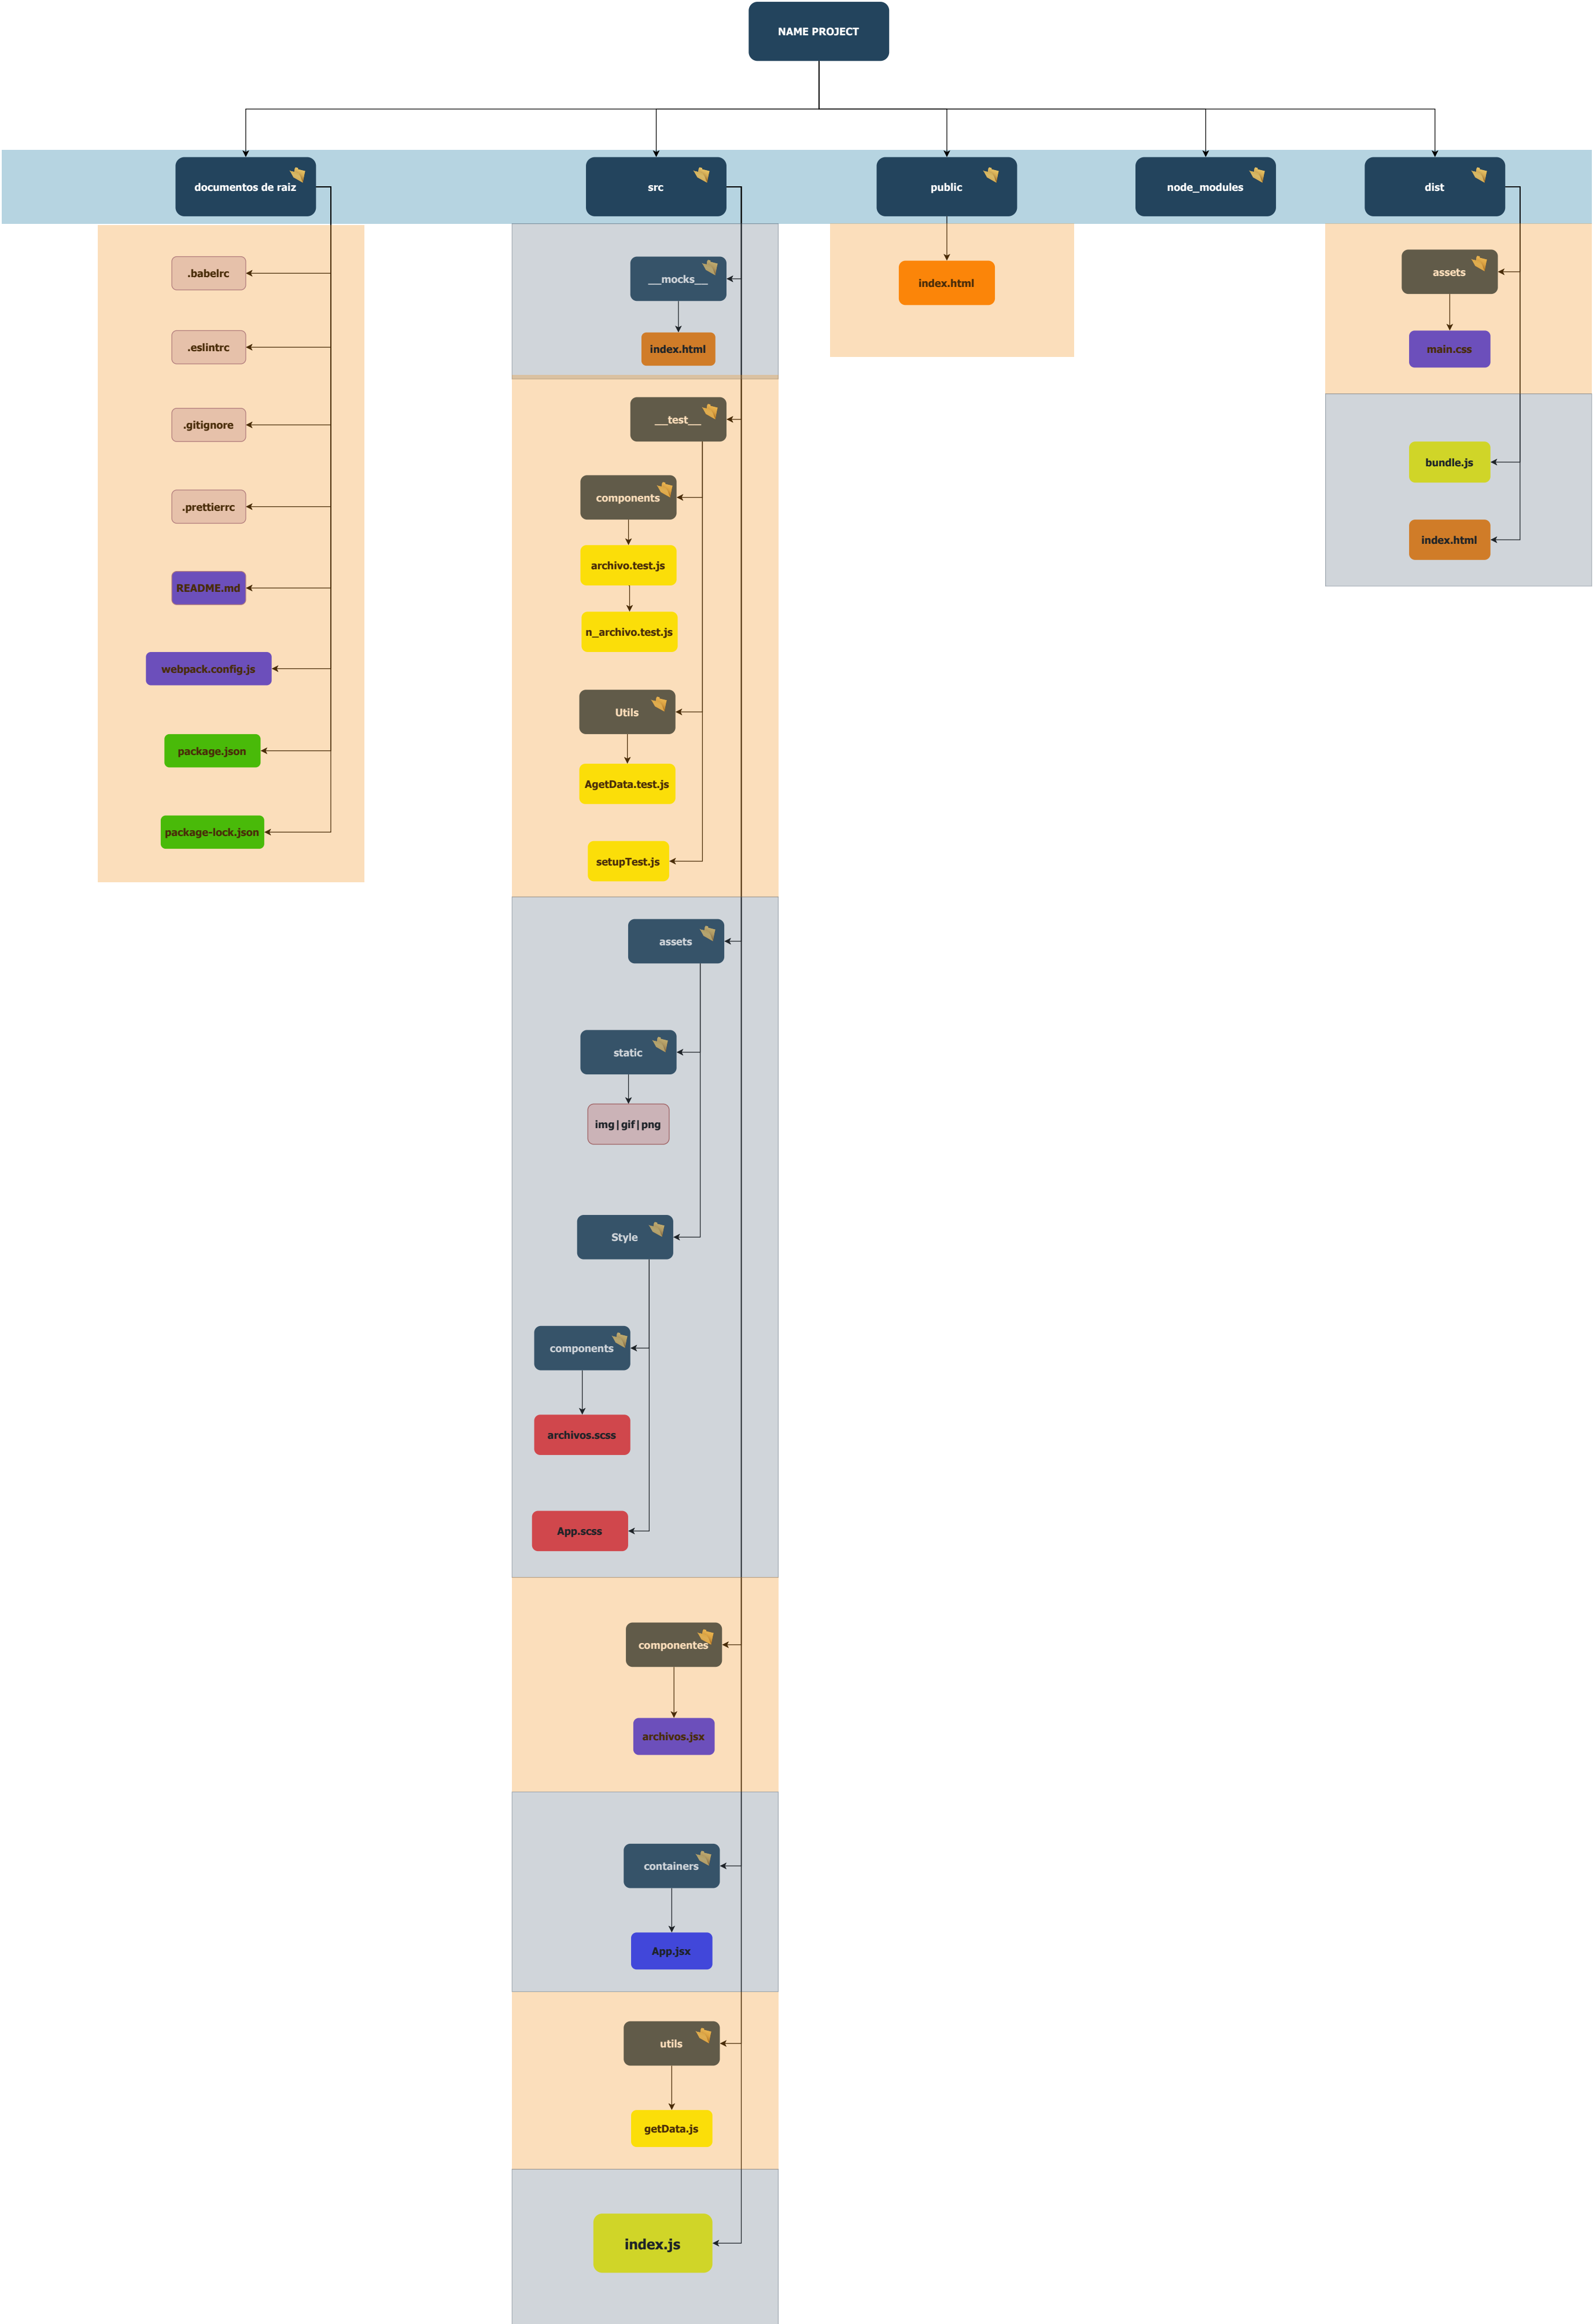 NAME PROJECT
documentos de raiz
src
public
node_modules
dist
.babelrc
.eslintrc
.gitignore
.prettierrc
README.md
webpack.config.js
package.json
package-lock.json
__mocks__
index.html
__test__
components
archivo.test.js
n_archivo.test.js
Utils
AgetData.test.js
setupTest.js
assets
static
img|gif|png
Style
components
archivos.scss
App.scss
componentes
archivos.jsx
containers
App.jsx
utils
getData.js
index.js
index.html
assets
main.css
bundle.js
index.html